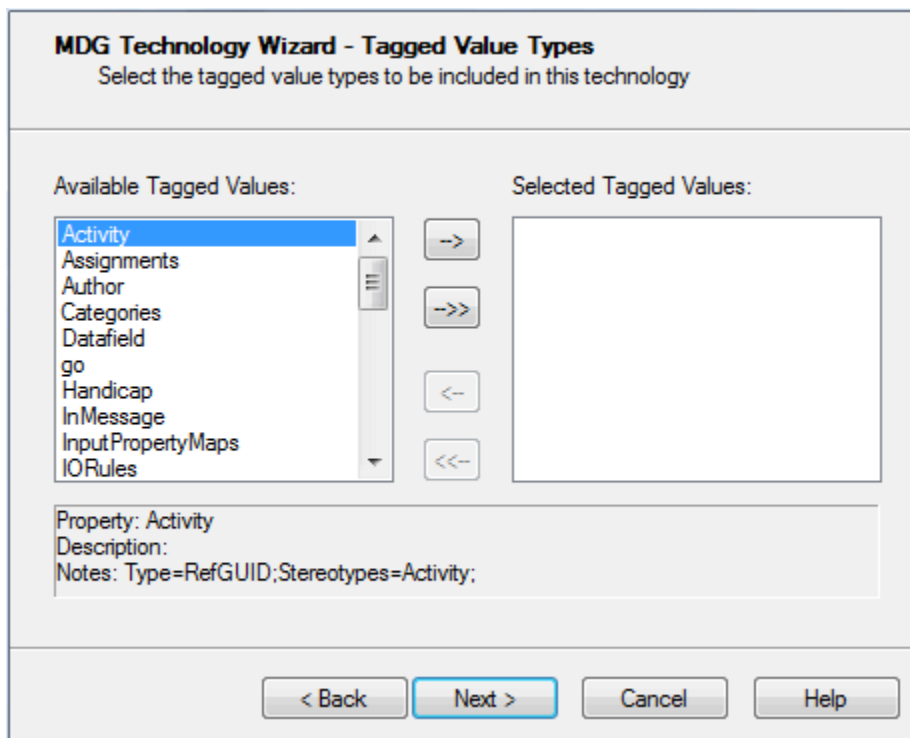 MDG Technology Wizard - Tagged Value Types
Select the tagged value types to be included in this technology
Available Tagged Values:
Selected Tagged Values:
Activity
Assignments
Author
Categories
Datafield
go
Handicap
InMessage
InputPropertyMaps
IORules
-->
-->>
<--
<<--
Property: Activity
Description:
Notes: Type=RefGUID;Stereotypes=Activity;
< Back
Next >
Cancel
Help